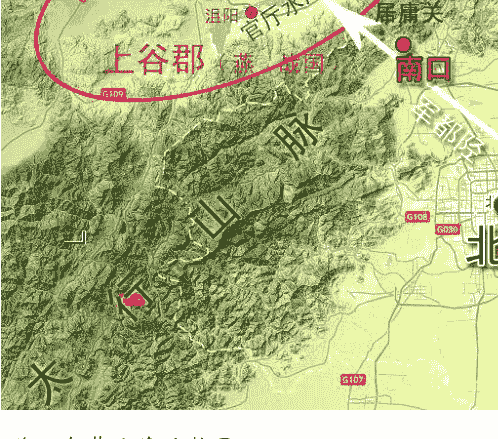 沮阳
居庸关
官厅水
上谷郡（燕 战国
南口
G109
军都陉
太行山脉
G108
G030
北
G107